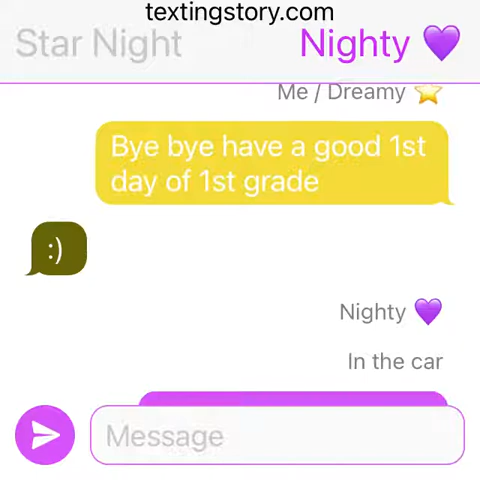 textingstory.com
Star Night
Nighty 💜
Me / Dreamy ⭐
Bye bye have a good 1st
day of 1st grade
:)
Nighty 💜
In the car
Message